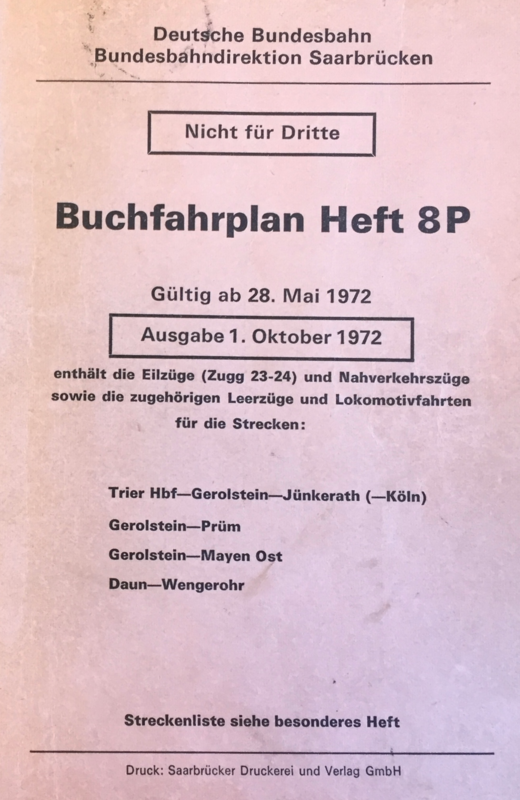 Deutsche Bundesbahn
Bundesbahndirektion Saarbrücken
Nicht für Dritte
Buchfahrplan Heft 8P
Gültig ab 28. Mai 1972
Ausgabe 1. Oktober 1972
enthält die Eilzüge (Zugg 23-24) und Nahverkehrszüge
sowie die zugehörigen Leerzüge und Lokomotivfahrten
für die Strecken:
Trier Hbf—Gerolstein—Jünkerath (—Köln)
Gerolstein—Prüm
Gerolstein—Mayen Ost
Daun—Wengerohr
Streckenliste siehe besonderes Heft
Druck: Saarbrücker Druckerei und Verlag GmbH